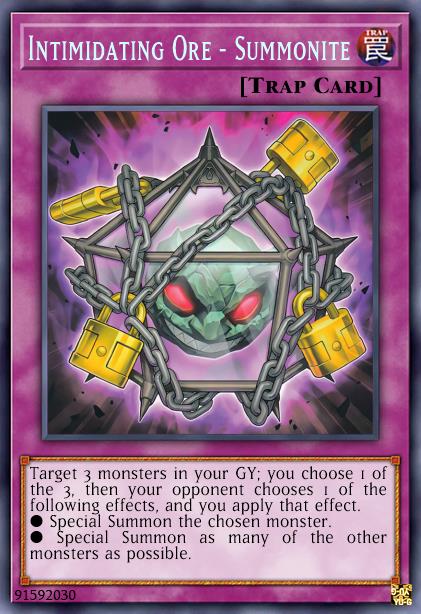 INTIMIDATING ORE - SUMMONITE
TRAP
罠
[TRAP CARD]
Target 3 monsters in your GY; you choose 1 of
the 3, then your opponent chooses 1 of the
following effects, and you apply that effect.
● Special Summon the chosen monster.
● Special Summon as many of the other
monsters as possible.
91592030